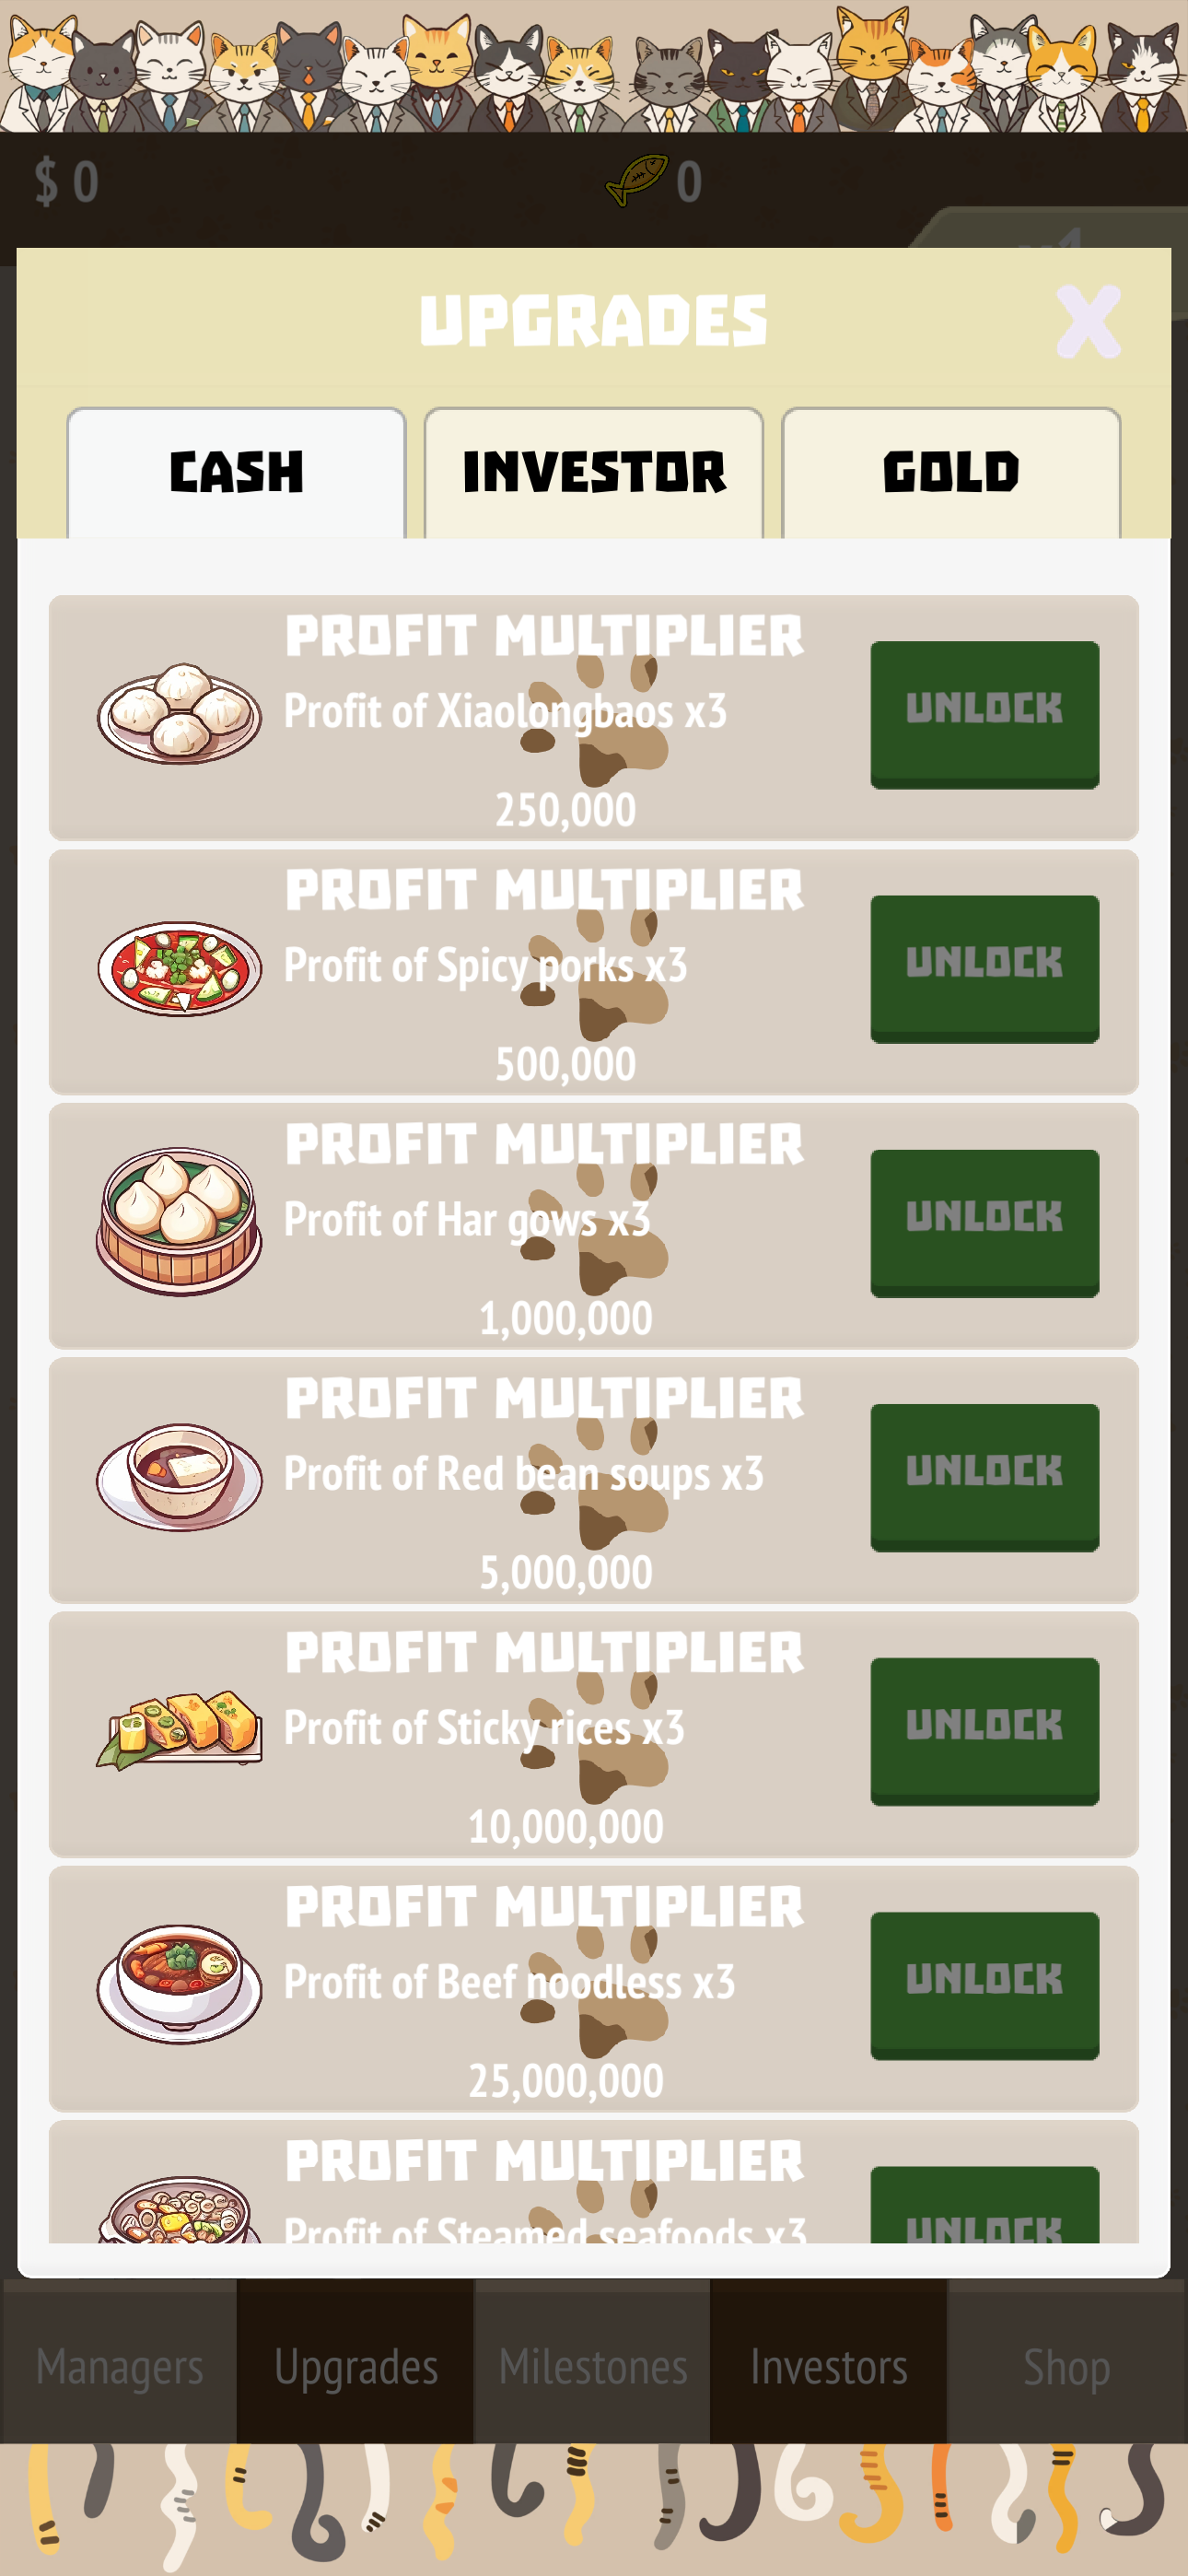 $ 0
0
x1
UPGRADES
X
CASH
INVESTOR
GOLD
PROFIT MULTIPLIER
Profit of Xiaolongbaos x3
250,000
UNLOCK
PROFIT MULTIPLIER
Profit of Spicy porks x3
500,000
UNLOCK
PROFIT MULTIPLIER
Profit of Har gows x3
1,000,000
UNLOCK
PROFIT MULTIPLIER
Profit of Red bean soups x3
5,000,000
UNLOCK
PROFIT MULTIPLIER
Profit of Sticky rices x3
10,000,000
UNLOCK
PROFIT MULTIPLIER
Profit of Beef noodless x3
25,000,000
UNLOCK
PROFIT MULTIPLIER
Profit of Steamed seafoods x3
UNLOCK
Managers
Upgrades
Milestones
Investors
Shop